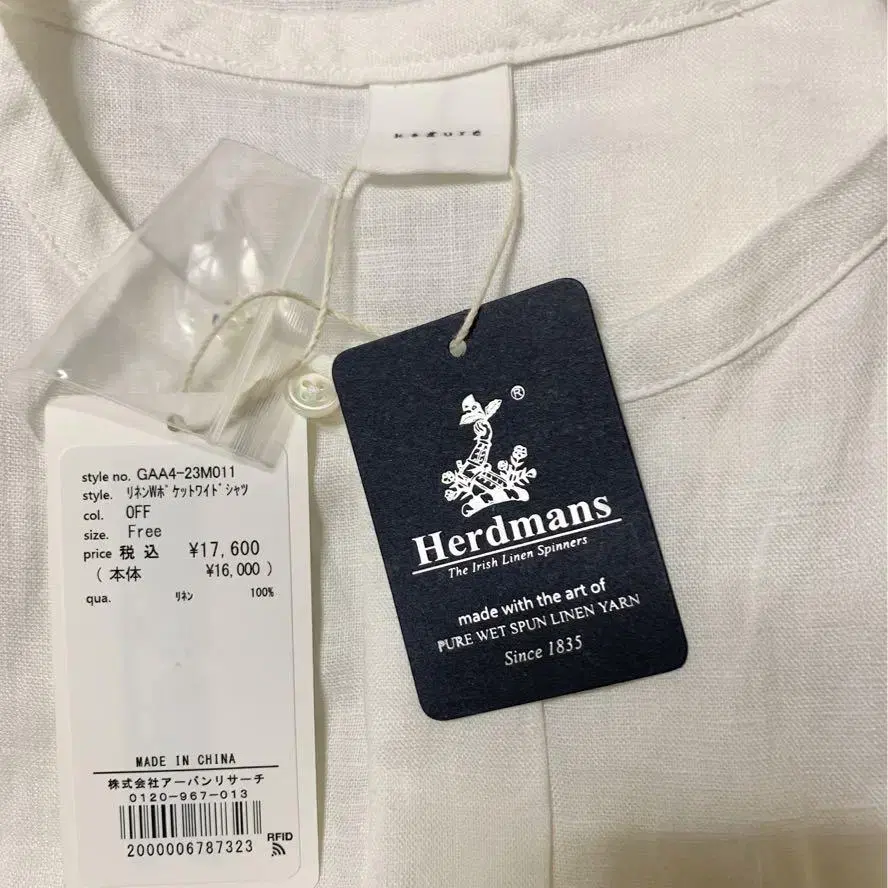 kagure
style no. GAA4-23M011
style. ﾘﾈﾝWﾎﾟｹｯﾄﾜｲﾄﾞｼｬﾂ
col. OFF
size. Free
price 税 込 ¥17,600
( 本体 ¥16,000 )
qua. ﾘﾈﾝ 100%
MADE IN CHINA
株式会社アーバンリサーチ
0120-967-013
2000006787323
RFID
®
Herdmans
The Irish Linen Spinners
made with the art of
PURE WET SPUN LINEN YARN
Since 1835